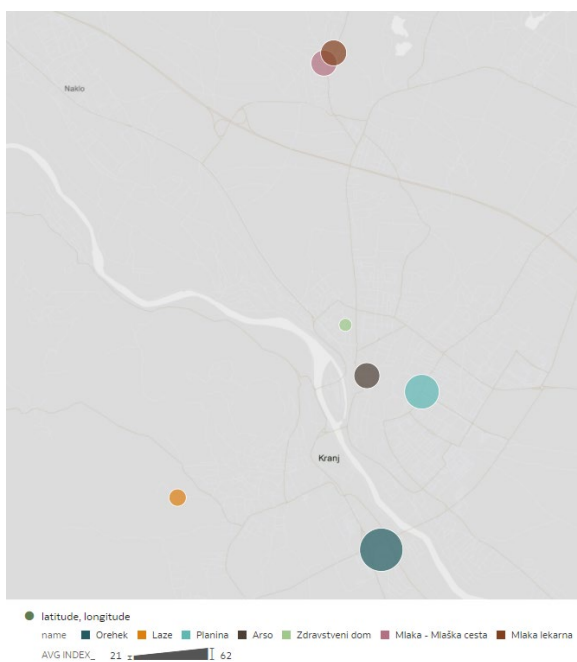 Naklo
Kranj
latitude, longitude
name Orehek Laze Planina Arso Zdravstveni dom Mlaka - Mlaška cesta Mlaka lekarna
AVG INDEX_ 21 62